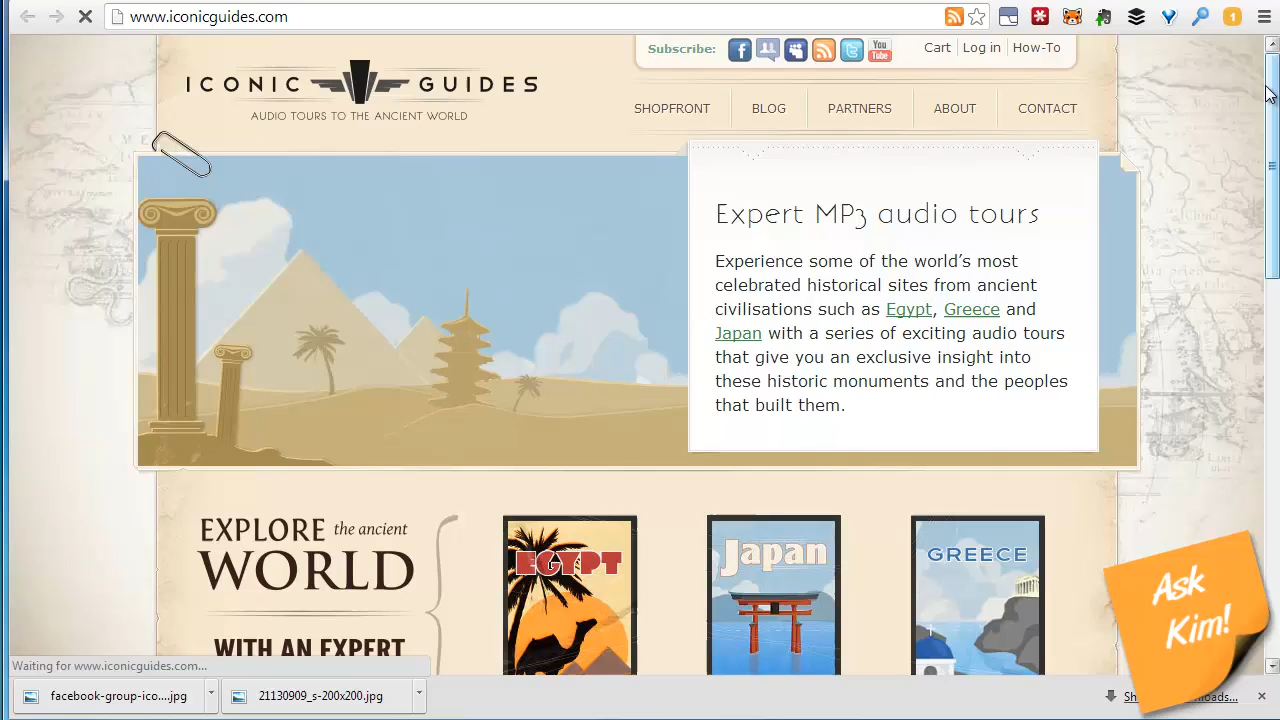 www.iconicguides.com
1
Subscribe:
You
Tube
Cart Log in How-To
ICONIC GUIDES
AUDIO TOURS TO THE ANCIENT WORLD
SHOPFRONT BLOG PARTNERS ABOUT CONTACT
Expert MP3 audio tours
Experience some of the world's most
celebrated historical sites from ancient
civilisations such as Egypt, Greece and
Japan with a series of exciting audio tours
that give you an exclusive insight into
these historic monuments and the peoples
that built them.
EXPLORE the ancient
WORLD
WITH AN EXPERT
EGYPT
Japan
GREECE
Ask
Kim!
Waiting for www.iconicguides.com...
facebook-group-ico....jpg
21130909_s-200x200.jpg